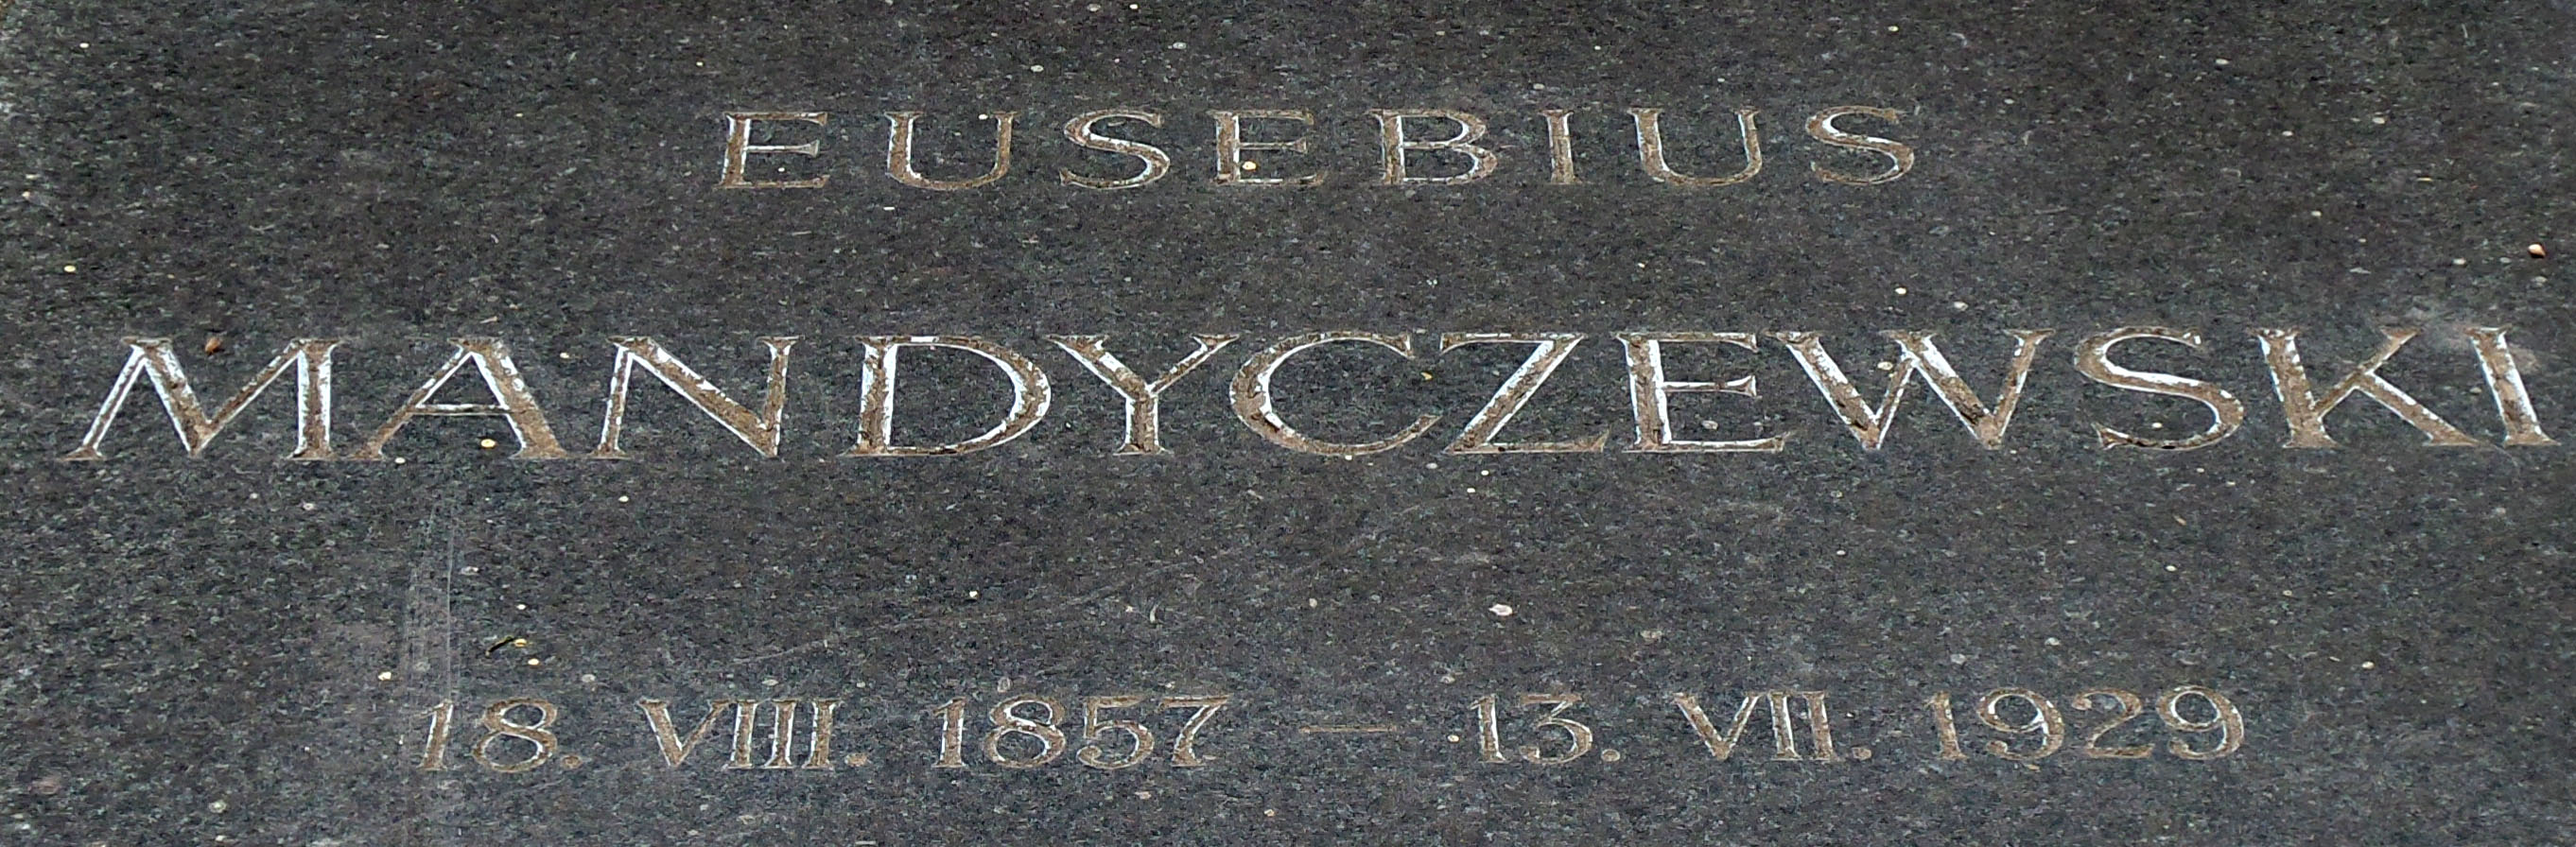 EUSEBIUS
MANDYCZEWSKI
18. VIII. 1857 — 13. VII. 1929